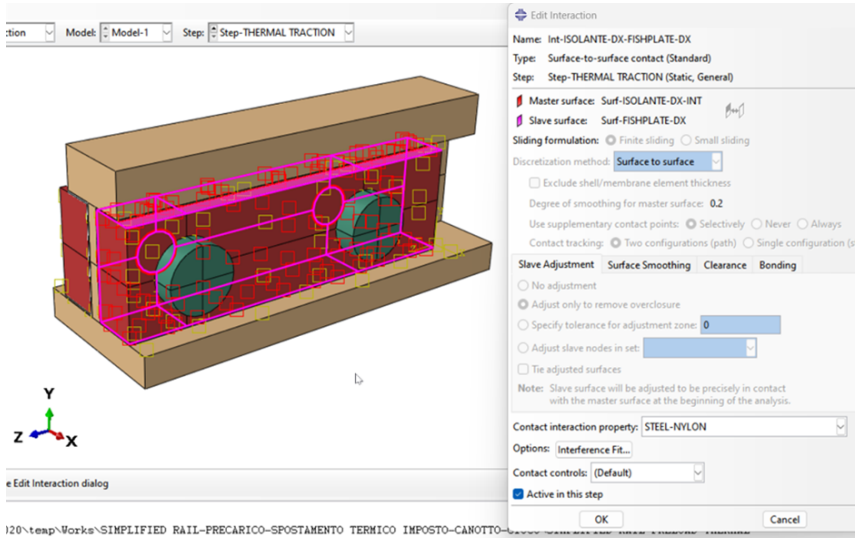 Edit Interaction
ction Model: Model-1 Step: Step-THERMAL TRACTION
Name: Int-ISOLANTE-DX-FISHPLATE-DX
Type: Surface-to-surface contact (Standard)
Step: Step-THERMAL TRACTION (Static, General)
Master surface: Surf-ISOLANTE-DX-INT
Slave surface: Surf-FISHPLATE-DX
Sliding formulation: Finite sliding Small sliding
Discretization method: Surface to surface
Exclude shell/membrane element thickness
Degree of smoothing for master surface: 0.2
Use supplementary contact points: Selectively Never Always
Contact tracking: Two configurations (path) Single configuration (s
Slave Adjustment Surface Smoothing Clearance Bonding
No adjustment
Adjust only to remove overclosure
Specify tolerance for adjustment zone: 0
Adjust slave nodes in set:
Tie adjusted surfaces
Note: Slave surface will be adjusted to be precisely in contact
with the master surface at the beginning of the analysis.
Contact interaction property: STEEL-NYLON
Options: Interference Fit...
Contact controls: (Default)
Active in this step
OK Cancel
Y
Z X
e Edit Interaction dialog
020\temp\Works\SIMPLIFIED RAIL-PRECARICO-SPOSTAMENTO TERMICO IMPOSTO-CANOTTO-